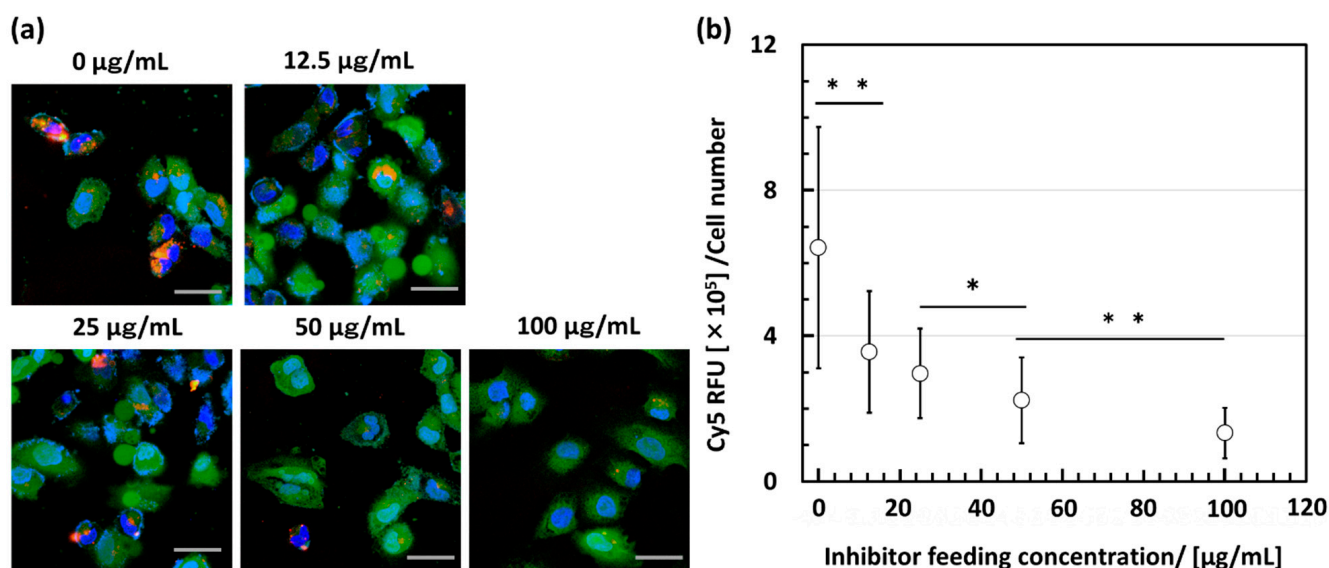 (a)
0 µg/mL
12.5 µg/mL
25 µg/mL
50 µg/mL
100 µg/mL
(b)
Cy5 RFU [ × 10⁵] /Cell number
12
8
4
0
* *
*
* *
0 20 40 60 80 100 120
Inhibitor feeding concentration/ [µg/mL]